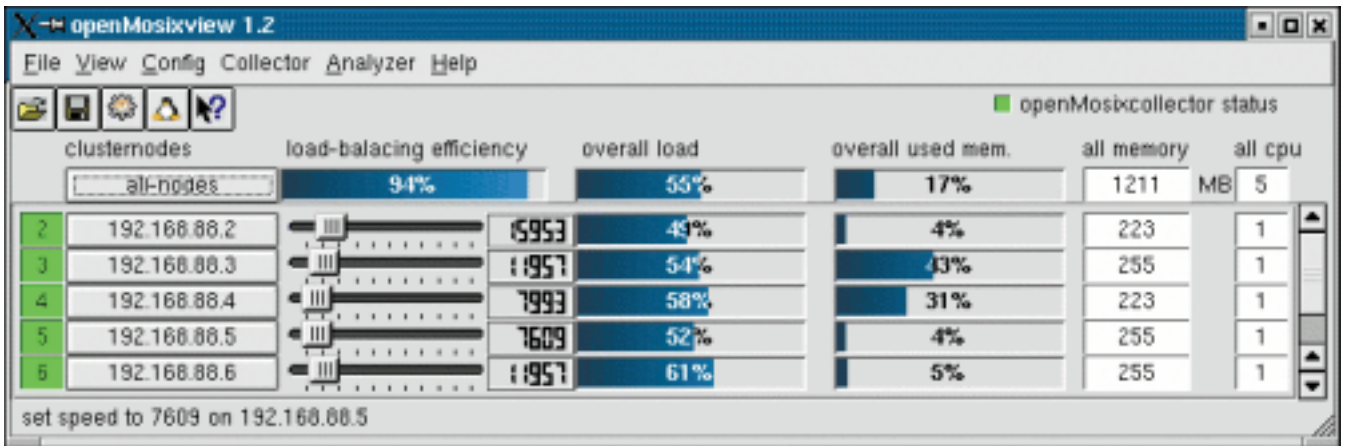 openMosixview 1.2
File View Config Collector Analyzer Help
openMosixcollector status
clusternodes load-balacing efficiency overall load overall used mem. all memory all cpu
all-nodes 94% 55% 17% 1211 MB 5
2 192.168.88.2 15953 49% 4% 223 1
3 192.168.88.3 11957 54% 43% 255 1
4 192.168.88.4 7993 58% 31% 223 1
5 192.168.88.5 7609 52% 4% 255 1
6 192.168.88.6 11957 61% 5% 255 1
set speed to 7609 on 192.168.88.5